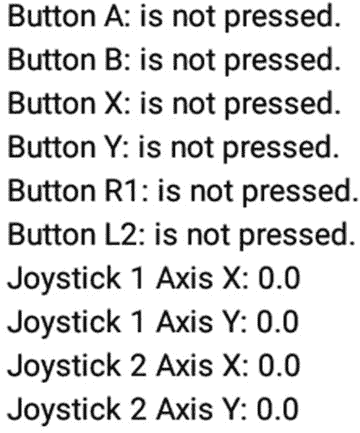 Button A: is not pressed.
Button B: is not pressed.
Button X: is not pressed.
Button Y: is not pressed.
Button R1: is not pressed.
Button L2: is not pressed.
Joystick 1 Axis X: 0.0
Joystick 1 Axis Y: 0.0
Joystick 2 Axis X: 0.0
Joystick 2 Axis Y: 0.0